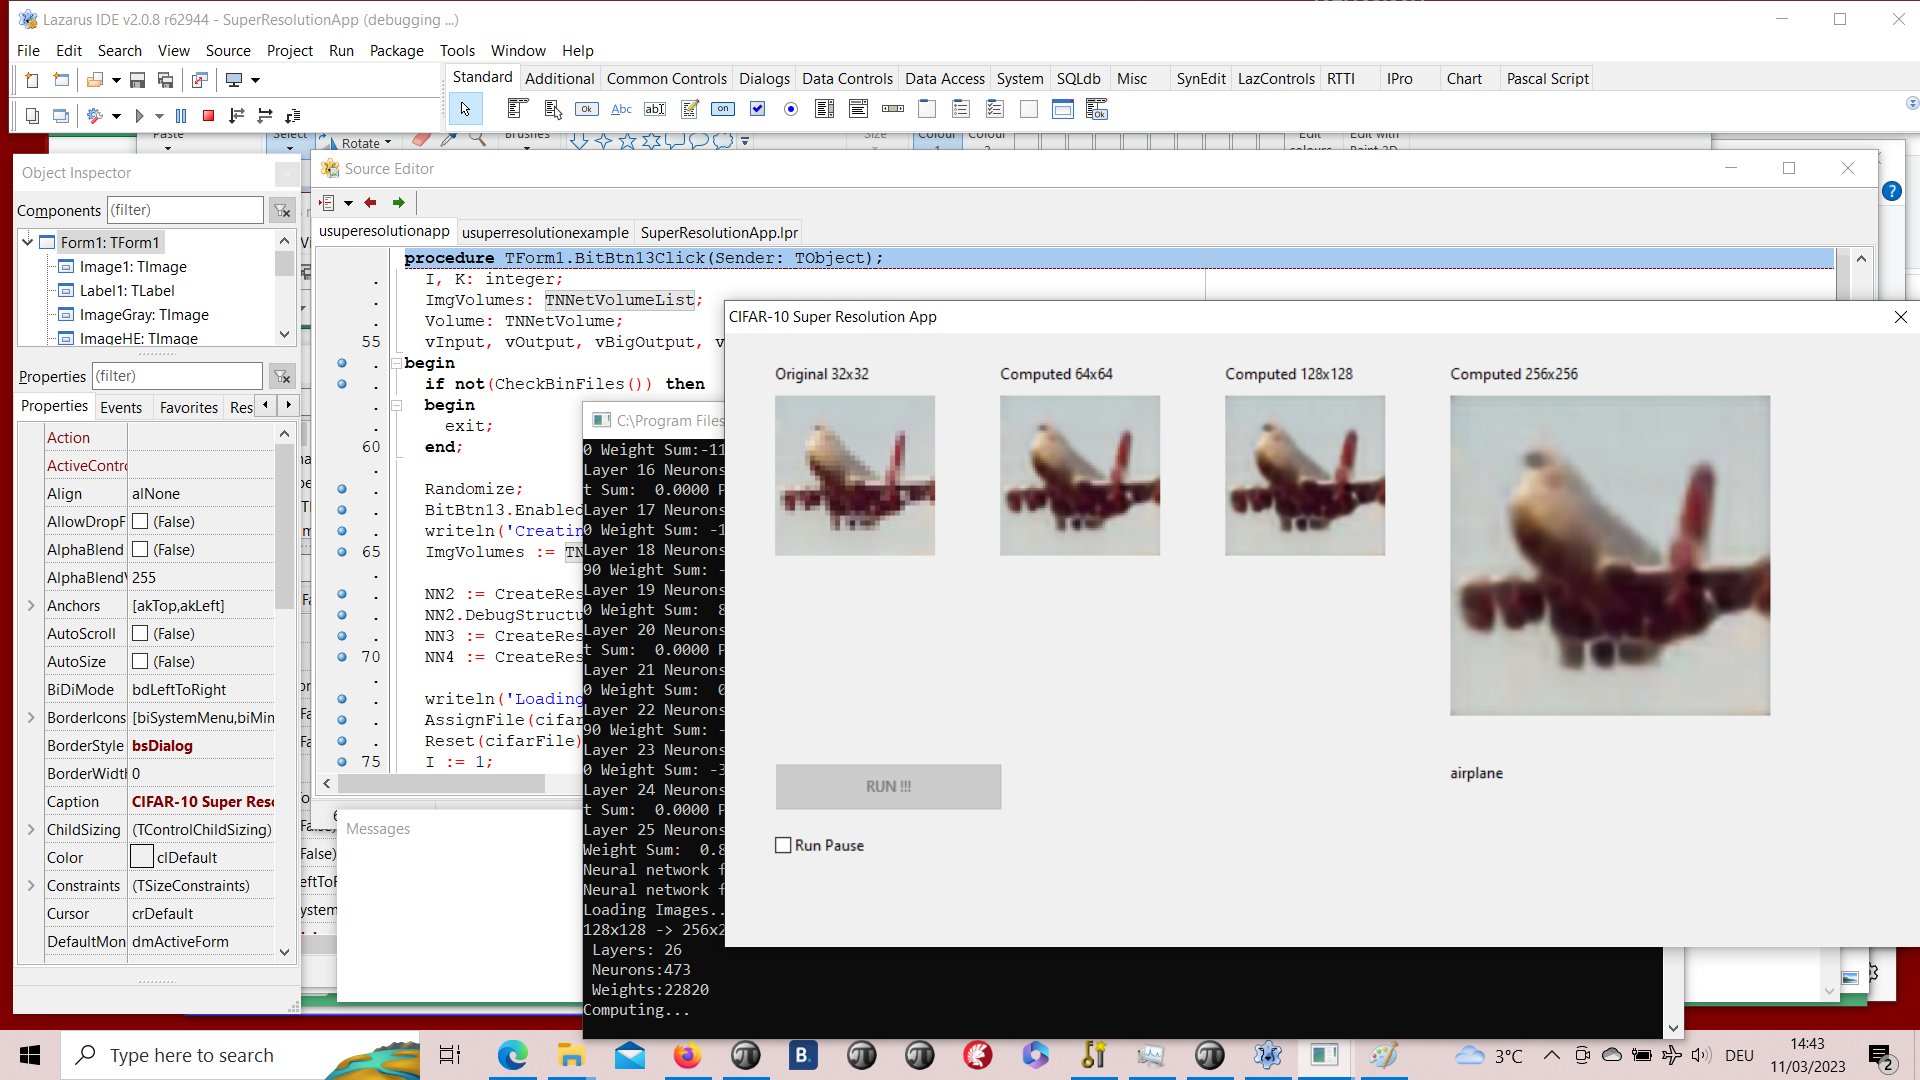 Lazarus IDE v2.0.8 r62944 - SuperResolutionApp (debugging ...)
File Edit Search View Source Project Run Package Tools Window Help
Standard Additional Common Controls Dialogs Data Controls Data Access System SQLdb Misc SynEdit LazControls RTTI IPro Chart Pascal Script
Ok Abc abI on
Paste Select Rotate Brushes Size Colour Colour Edit Edit with
1 2 colours Paint 3D
Object Inspector
Components (filter)
Form1: TForm1
Image1: TImage
Label1: TLabel
ImageGray: TImage
ImageHE: TImage
Properties (filter)
Properties Events Favorites Res
Action
ActiveContro
Align alNone
AllowDropF (False)
AlphaBlend (False)
AlphaBlendV 255
Anchors [akTop,akLeft]
AutoScroll (False)
AutoSize (False)
BiDiMode bdLeftToRight
BorderIcons [biSystemMenu,biMin
BorderStyle bsDialog
BorderWidth 0
Caption CIFAR-10 Super Reso
ChildSizing (TControlChildSizing)
Color clDefault
Constraints (TSizeConstraints)
Cursor crDefault
DefaultMon dmActiveForm
Source Editor
usuperesolutionapp usuperresolutionexample SuperResolutionApp.lpr
procedure TForm1.BitBtn13Click(Sender: TObject);
I, K: integer;
ImgVolumes: TNNetVolumeList;
Volume: TNNetVolume;
55 vInput, vOutput, vBigOutput, v
begin
if not(CheckBinFiles()) then
begin
exit;
60 end;
Randomize;
BitBtn13.Enabled
writeln('Creatin
65 ImgVolumes := TN
NN2 := CreateRes
NN2.DebugStructu
NN3 := CreateRes
70 NN4 := CreateRes
writeln('Loading
AssignFile(cifar
Reset(cifarFile)
75 I := 1;
Messages
C:\Program Files
0 Weight Sum:-11
Layer 16 Neurons
t Sum: 0.0000 P
Layer 17 Neurons
0 Weight Sum: -1
Layer 18 Neurons
90 Weight Sum: -
Layer 19 Neurons
0 Weight Sum: 8
Layer 20 Neurons
t Sum: 0.0000 P
Layer 21 Neurons
0 Weight Sum: 0
Layer 22 Neurons
90 Weight Sum: -
Layer 23 Neurons
0 Weight Sum: -3
Layer 24 Neurons
t Sum: 0.0000 P
Layer 25 Neurons
Weight Sum: 0.8
Neural network f
Neural network f
Loading Images..
128x128 -> 256x2
Layers: 26
Neurons:473
Weights:22820
Computing...
CIFAR-10 Super Resolution App
Original 32x32 Computed 64x64 Computed 128x128 Computed 256x256
RUN !!!
airplane
Run Pause
Type here to search
B.
3°C DEU 14:43
11/03/2023
2